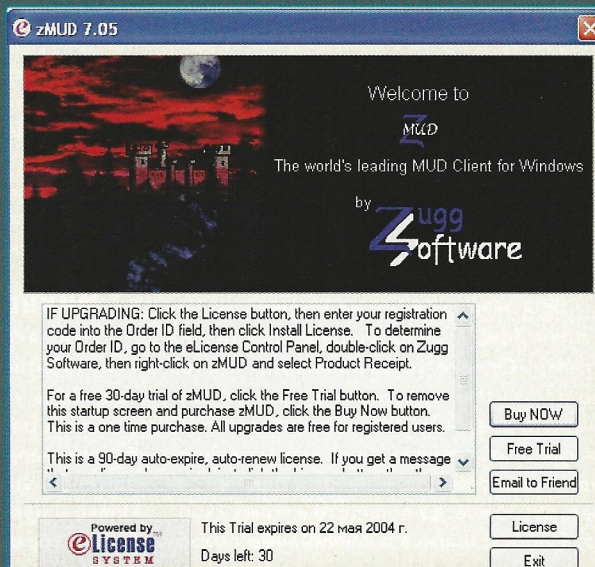 zMUD 7.05
Welcome to
Z
MUD
The world's leading MUD Client for Windows
by
Zugg
Software
IF UPGRADING: Click the License button, then enter your registration
code into the Order ID field, then click Install License. To determine
your Order ID, go to the eLicense Control Panel, double-click on Zugg
Software, then right-click on zMUD and select Product Receipt.
For a free 30-day trial of zMUD, click the Free Trial button. To remove
this startup screen and purchase zMUD, click the Buy Now button.
This is a one time purchase. All upgrades are free for registered users.
This is a 90-day auto-expire, auto-renew license. If you get a message
Buy NOW
Free Trial
Email to Friend
Powered by
eLicense™
SYSTEM
This Trial expires on 22 мая 2004 г.
Days left: 30
License
Exit